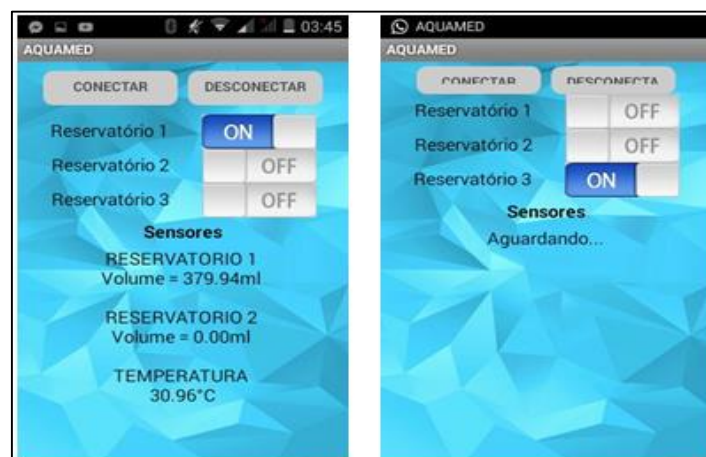 03:45
AQUAMED
CONECTAR DESCONECTAR
Reservatório 1 ON
Reservatório 2 OFF
Reservatório 3 OFF
Sensores
RESERVATORIO 1
Volume = 379.94ml
RESERVATORIO 2
Volume = 0.00ml
TEMPERATURA
30.96°C
AQUAMED
AQUAMED
CONECTAR DESCONECTA
Reservatório 1 OFF
Reservatório 2 OFF
Reservatório 3 ON
Sensores
Aguardando...